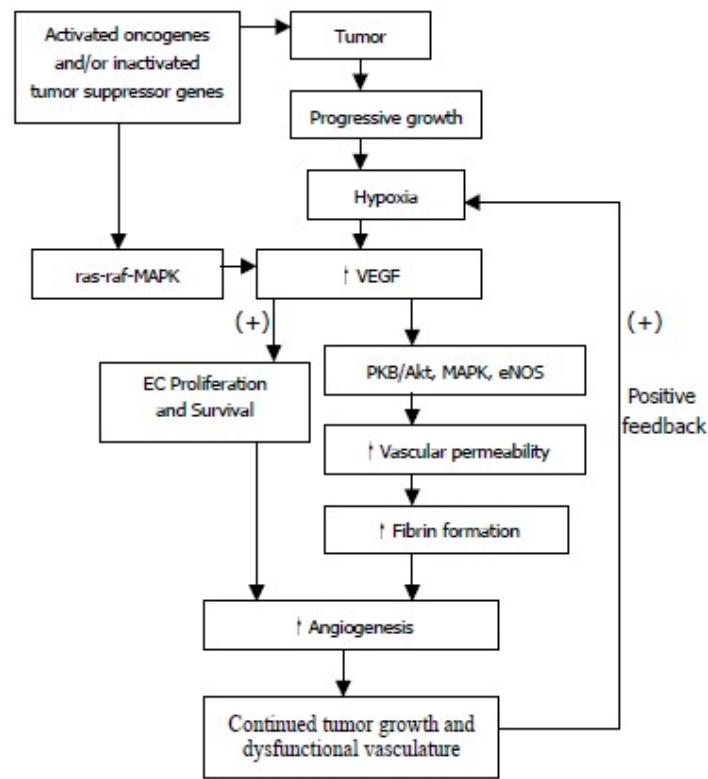 Activated oncogenes
and/or inactivated
tumor suppressor genes
Tumor
Progressive growth
Hypoxia
ras-raf-MAPK
↑ VEGF
(+)
(+)
EC Proliferation
and Survival
PKB/Akt, MAPK, eNOS
Positive
feedback
↑ Vascular permeability
↑ Fibrin formation
↑ Angiogenesis
Continued tumor growth and
dysfunctional vasculature